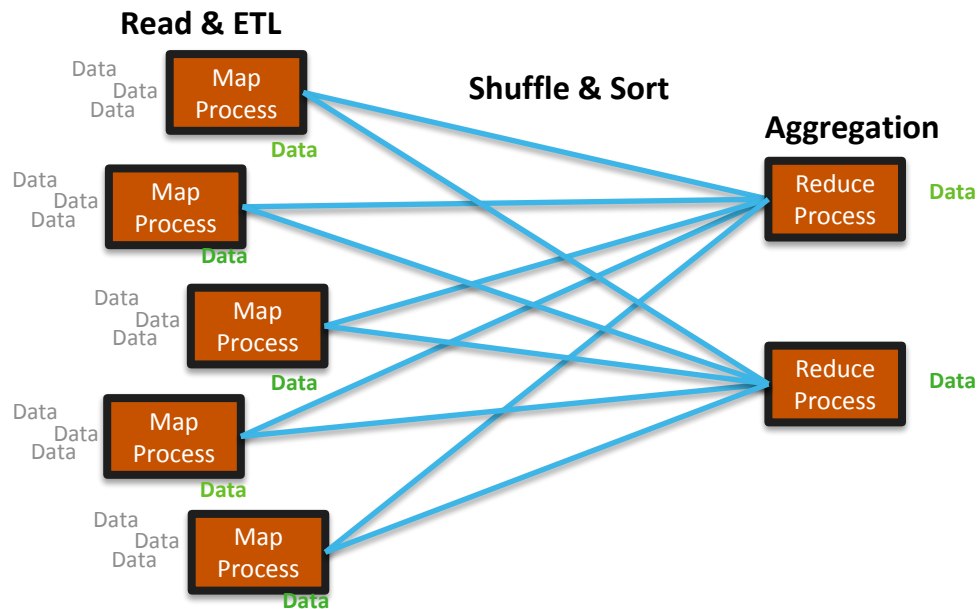 Read & ETL
Data
Data
Data
Map
Process
Data
Shuffle & Sort
Aggregation
Data
Data
Data
Map
Process
Data
Reduce
Process
Data
Data
Data
Data
Map
Process
Data
Reduce
Process
Data
Data
Data
Data
Map
Process
Data
Data
Data
Data
Map
Process
Data